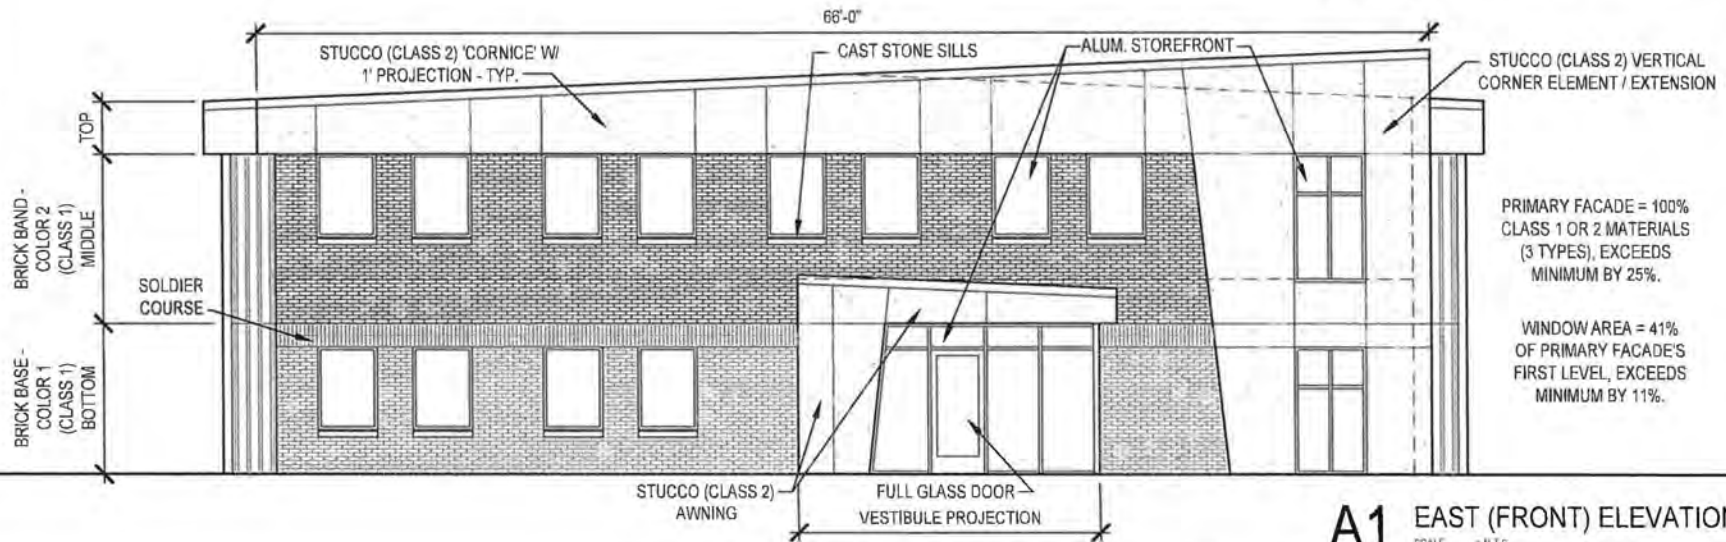 66'-0"
STUCCO (CLASS 2) 'CORNICE' W/
1' PROJECTION - TYP.
CAST STONE SILLS
ALUM. STOREFRONT
STUCCO (CLASS 2) VERTICAL
CORNER ELEMENT / EXTENSION
TOP
BRICK BAND -
COLOR 2
(CLASS 1)
MIDDLE
SOLDIER
COURSE
BRICK BASE -
COLOR 1
(CLASS 1)
BOTTOM
PRIMARY FACADE = 100%
CLASS 1 OR 2 MATERIALS
(3 TYPES), EXCEEDS
MINIMUM BY 25%.
WINDOW AREA = 41%
OF PRIMARY FACADE'S
FIRST LEVEL, EXCEEDS
MINIMUM BY 11%.
STUCCO (CLASS 2)
AWNING
FULL GLASS DOOR
VESTIBULE PROJECTION
A1 EAST (FRONT) ELEVATION